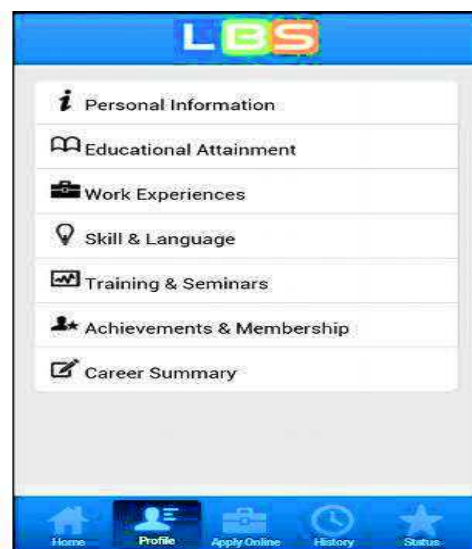 LBS
Personal Information
Educational Attainment
Work Experiences
Skill & Language
Training & Seminars
Achievements & Membership
Career Summary
Home Profile Apply Online History Status